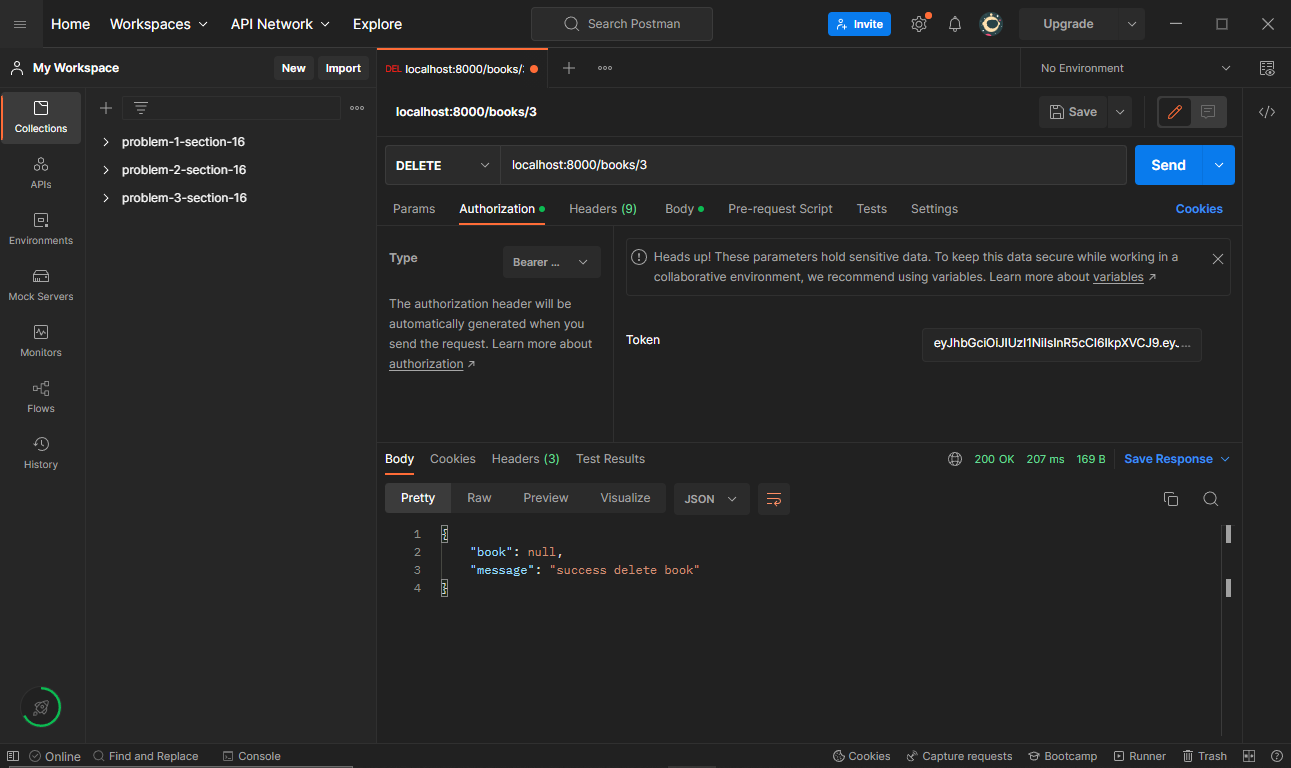 Home Workspaces API Network Explore Search Postman Invite Upgrade
My Workspace New Import
DEL localhost:8000/books/: No Environment
localhost:8000/books/3 Save
Collections
APIs
Environments
Mock Servers
Monitors
Flows
History
problem-1-section-16
problem-2-section-16
problem-3-section-16
DELETE localhost:8000/books/3 Send
Params Authorization Headers (9) Body Pre-request Script Tests Settings Cookies
Type Bearer ...
The authorization header will be
automatically generated when you
send the request. Learn more about
authorization ↗
Heads up! These parameters hold sensitive data. To keep this data secure while working in a
collaborative environment, we recommend using variables. Learn more about variables ↗
Token eyJhbGciOiJIUzI1NiIsInR5cCI6IkpXVCJ9.ey. ...
Body Cookies Headers (3) Test Results 200 OK 207 ms 169 B Save Response
Pretty Raw Preview Visualize JSON
1 {
2 "book": null,
3 "message": "success delete book"
4 }
Online Find and Replace Console Cookies Capture requests Bootcamp Runner Trash